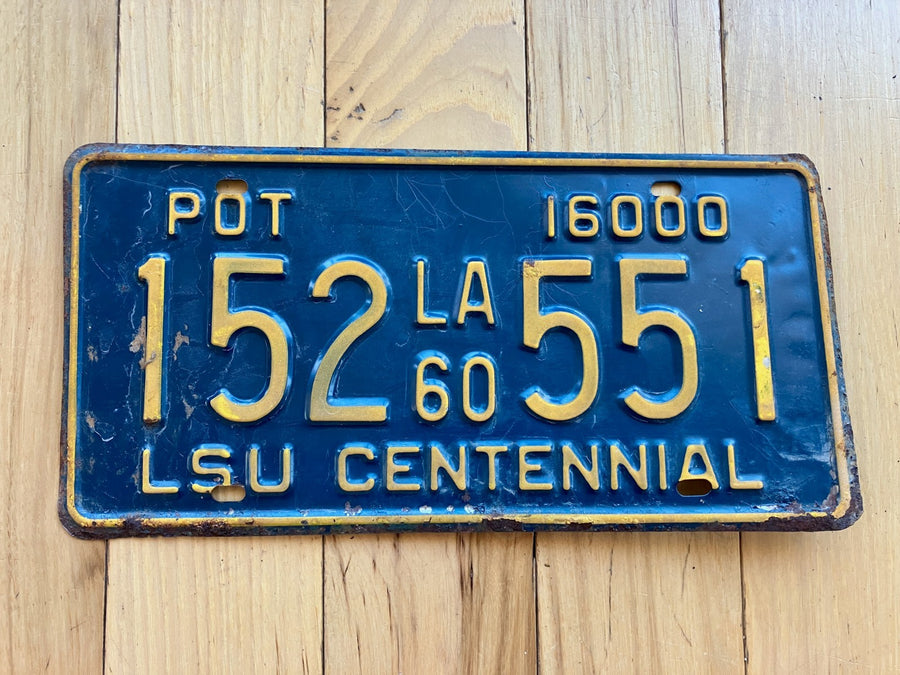 POT 16000
152 LA 60 551
LSU CENTENNIAL